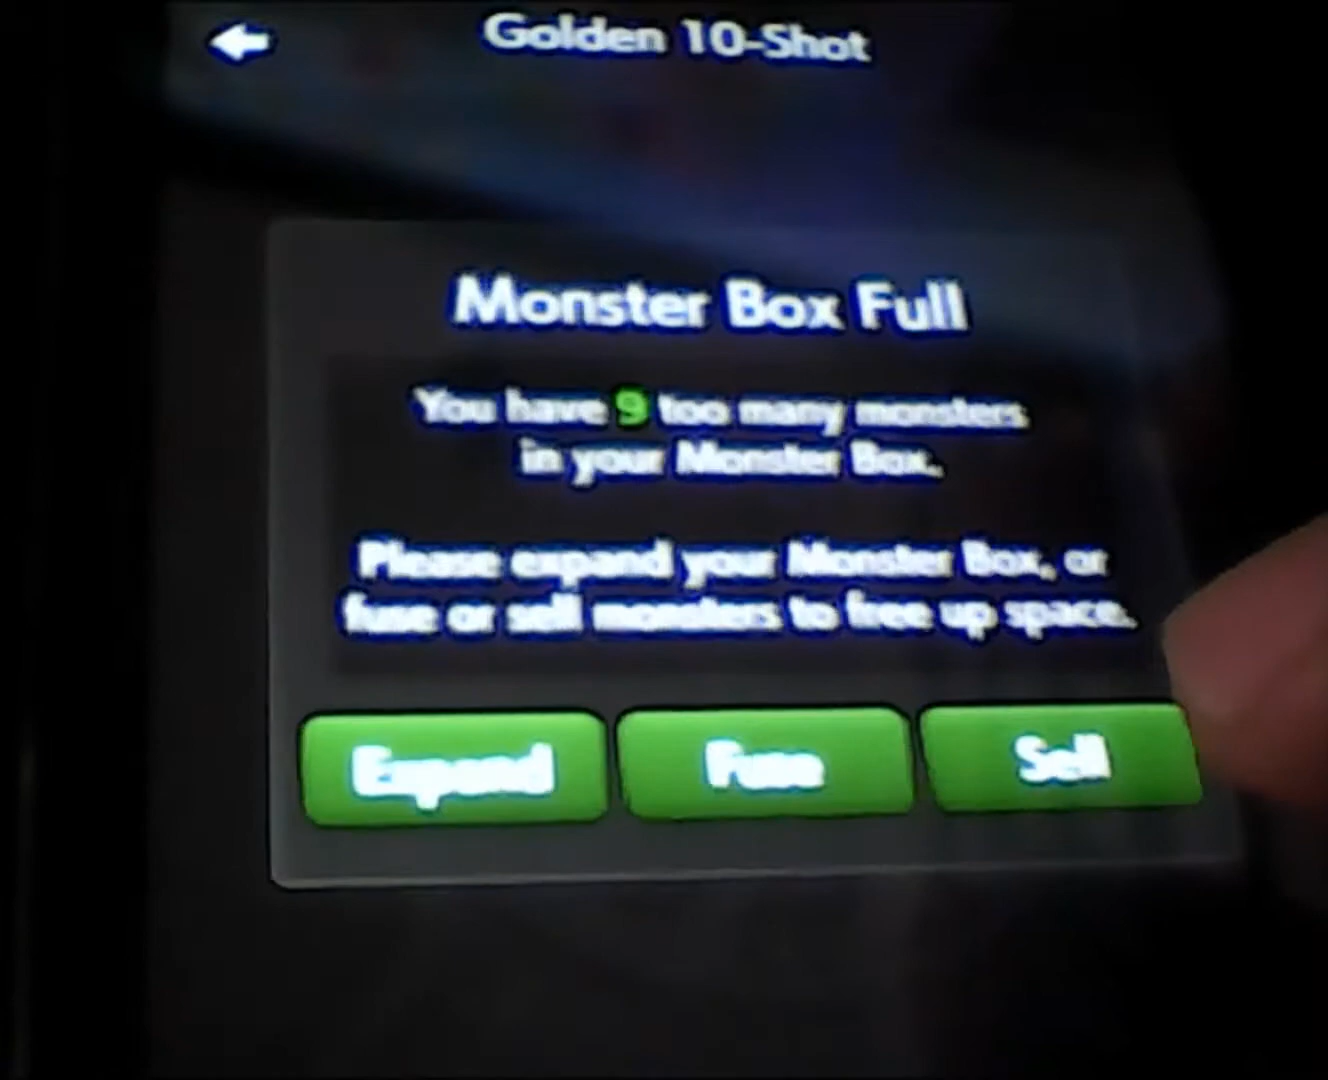 Golden 10-Shot
Monster Box Full
You have 9 too many monsters
in your Monster Box.
Please expand your Monster Box, or
fuse or sell monsters to free up space.
Expand
Fuse
Sell